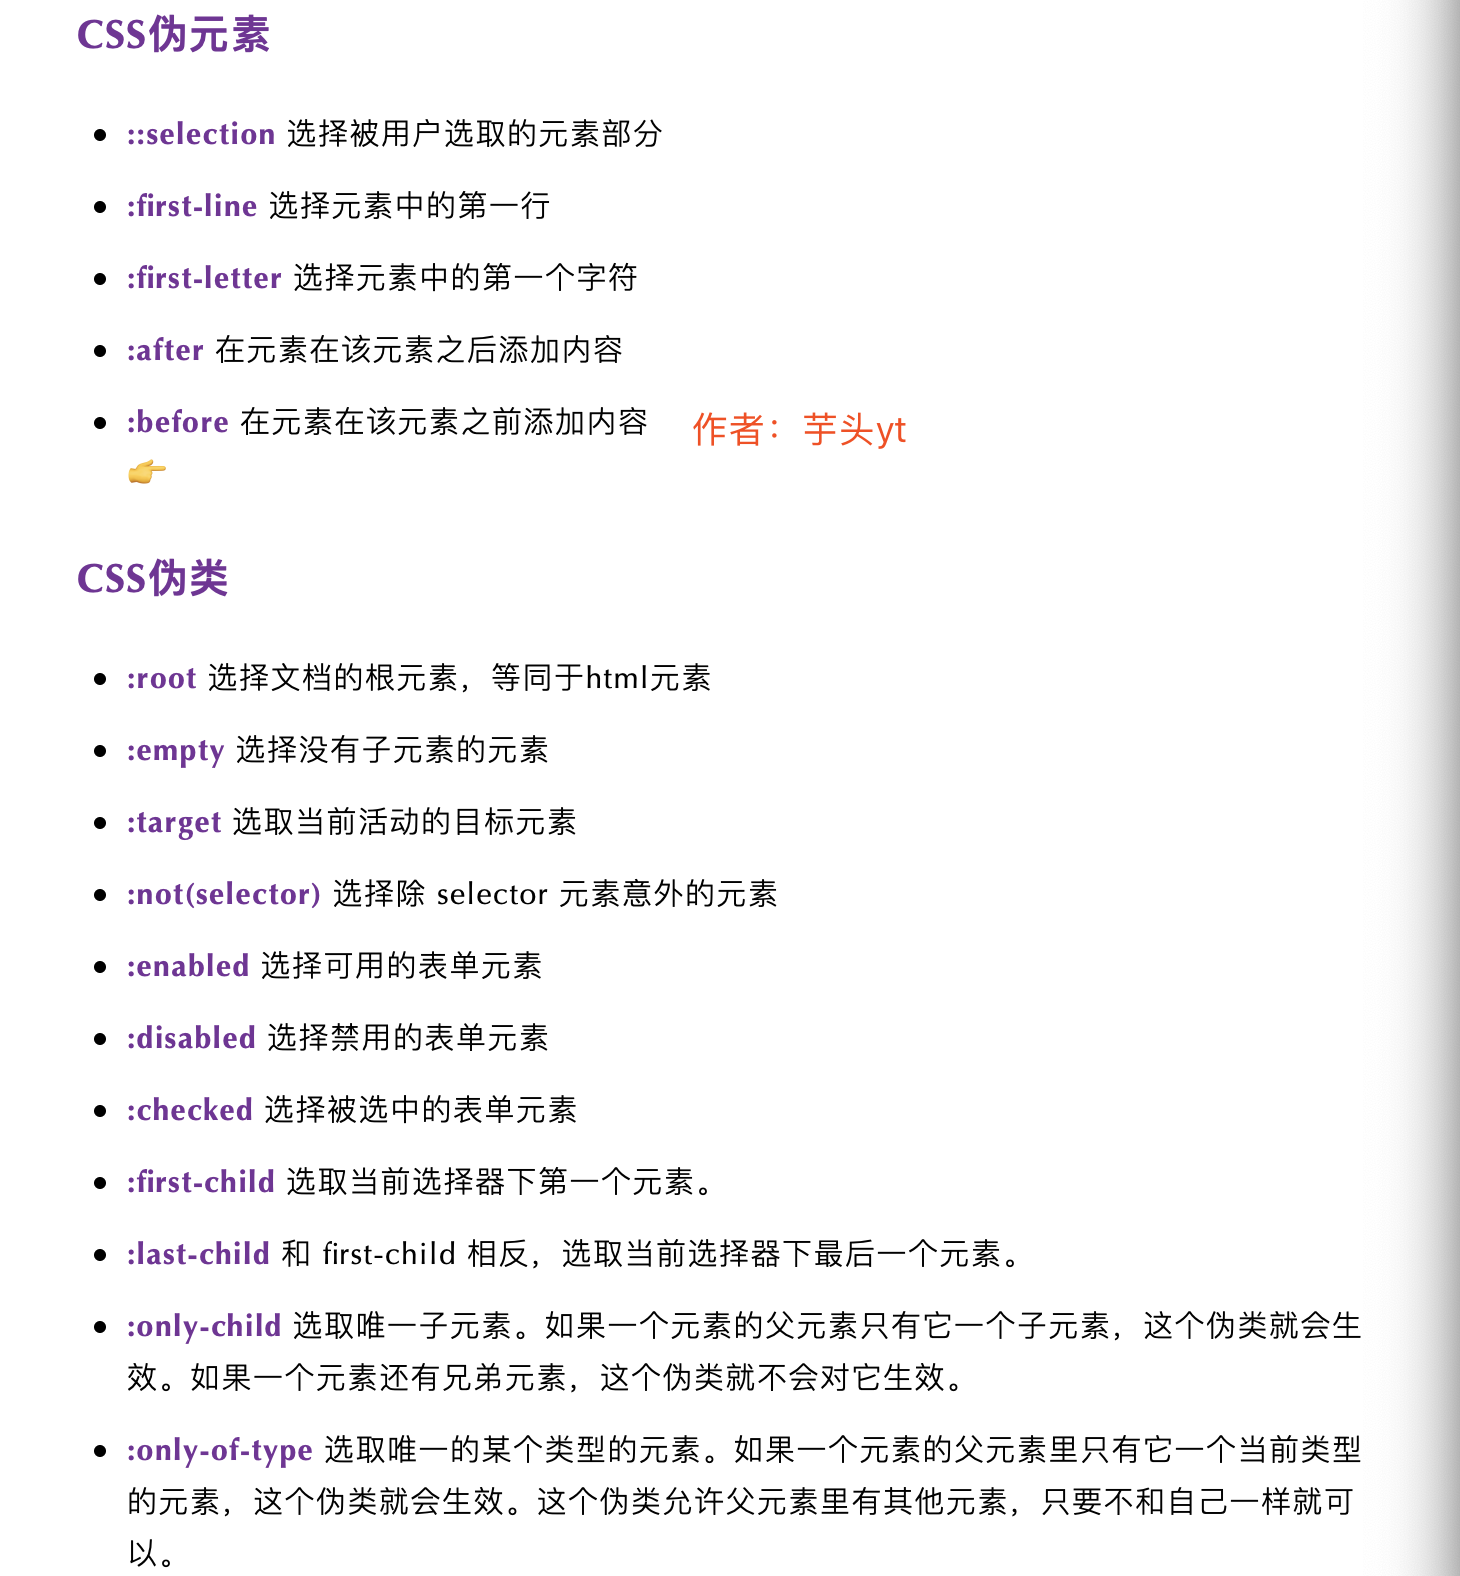 CSS伪元素
::selection 选择被用户选取的元素部分
:first-line 选择元素中的第一行
:first-letter 选择元素中的第一个字符
:after 在元素在该元素之后添加内容
:before 在元素在该元素之前添加内容
作者：芋头yt
👉
CSS伪类
:root 选择文档的根元素，等同于html元素
:empty 选择没有子元素的元素
:target 选取当前活动的目标元素
:not(selector) 选择除 selector 元素意外的元素
:enabled 选择可用的表单元素
:disabled 选择禁用的表单元素
:checked 选择被选中的表单元素
:first-child 选取当前选择器下第一个元素。
:last-child 和 first-child 相反，选取当前选择器下最后一个元素。
:only-child 选取唯一子元素。如果一个元素的父元素只有它一个子元素，这个伪类就会生
效。如果一个元素还有兄弟元素，这个伪类就不会对它生效。
:only-of-type 选取唯一的某个类型的元素。如果一个元素的父元素里只有它一个当前类型
的元素，这个伪类就会生效。这个伪类允许父元素里有其他元素，只要不和自己一样就可
以。